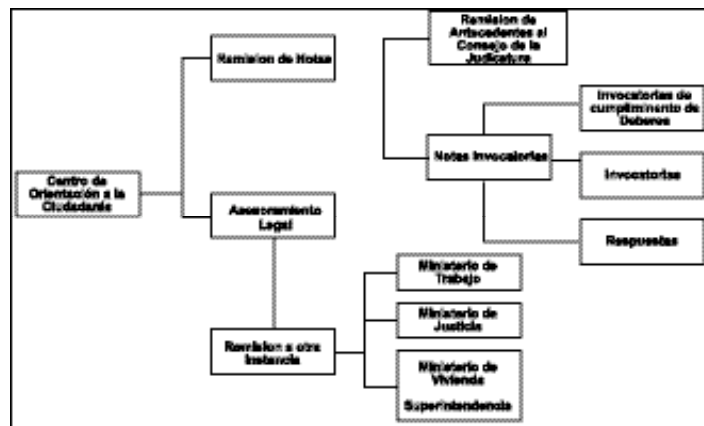 Remision de
Antecedentes al
Consejo de la
Judicatura
Remision de Notas
Invocatorias de
cumplimiento de
Deberes
Notas Invocatorias
Invocatorias
Centro de
Orientación a la
Ciudadania
Asesoramiento
Legal
Respuestas
Ministerio de
Trabajo
Ministerio de
Justicia
Remision a otra
Instancia
Ministerio de
Vivienda
Superintendencia